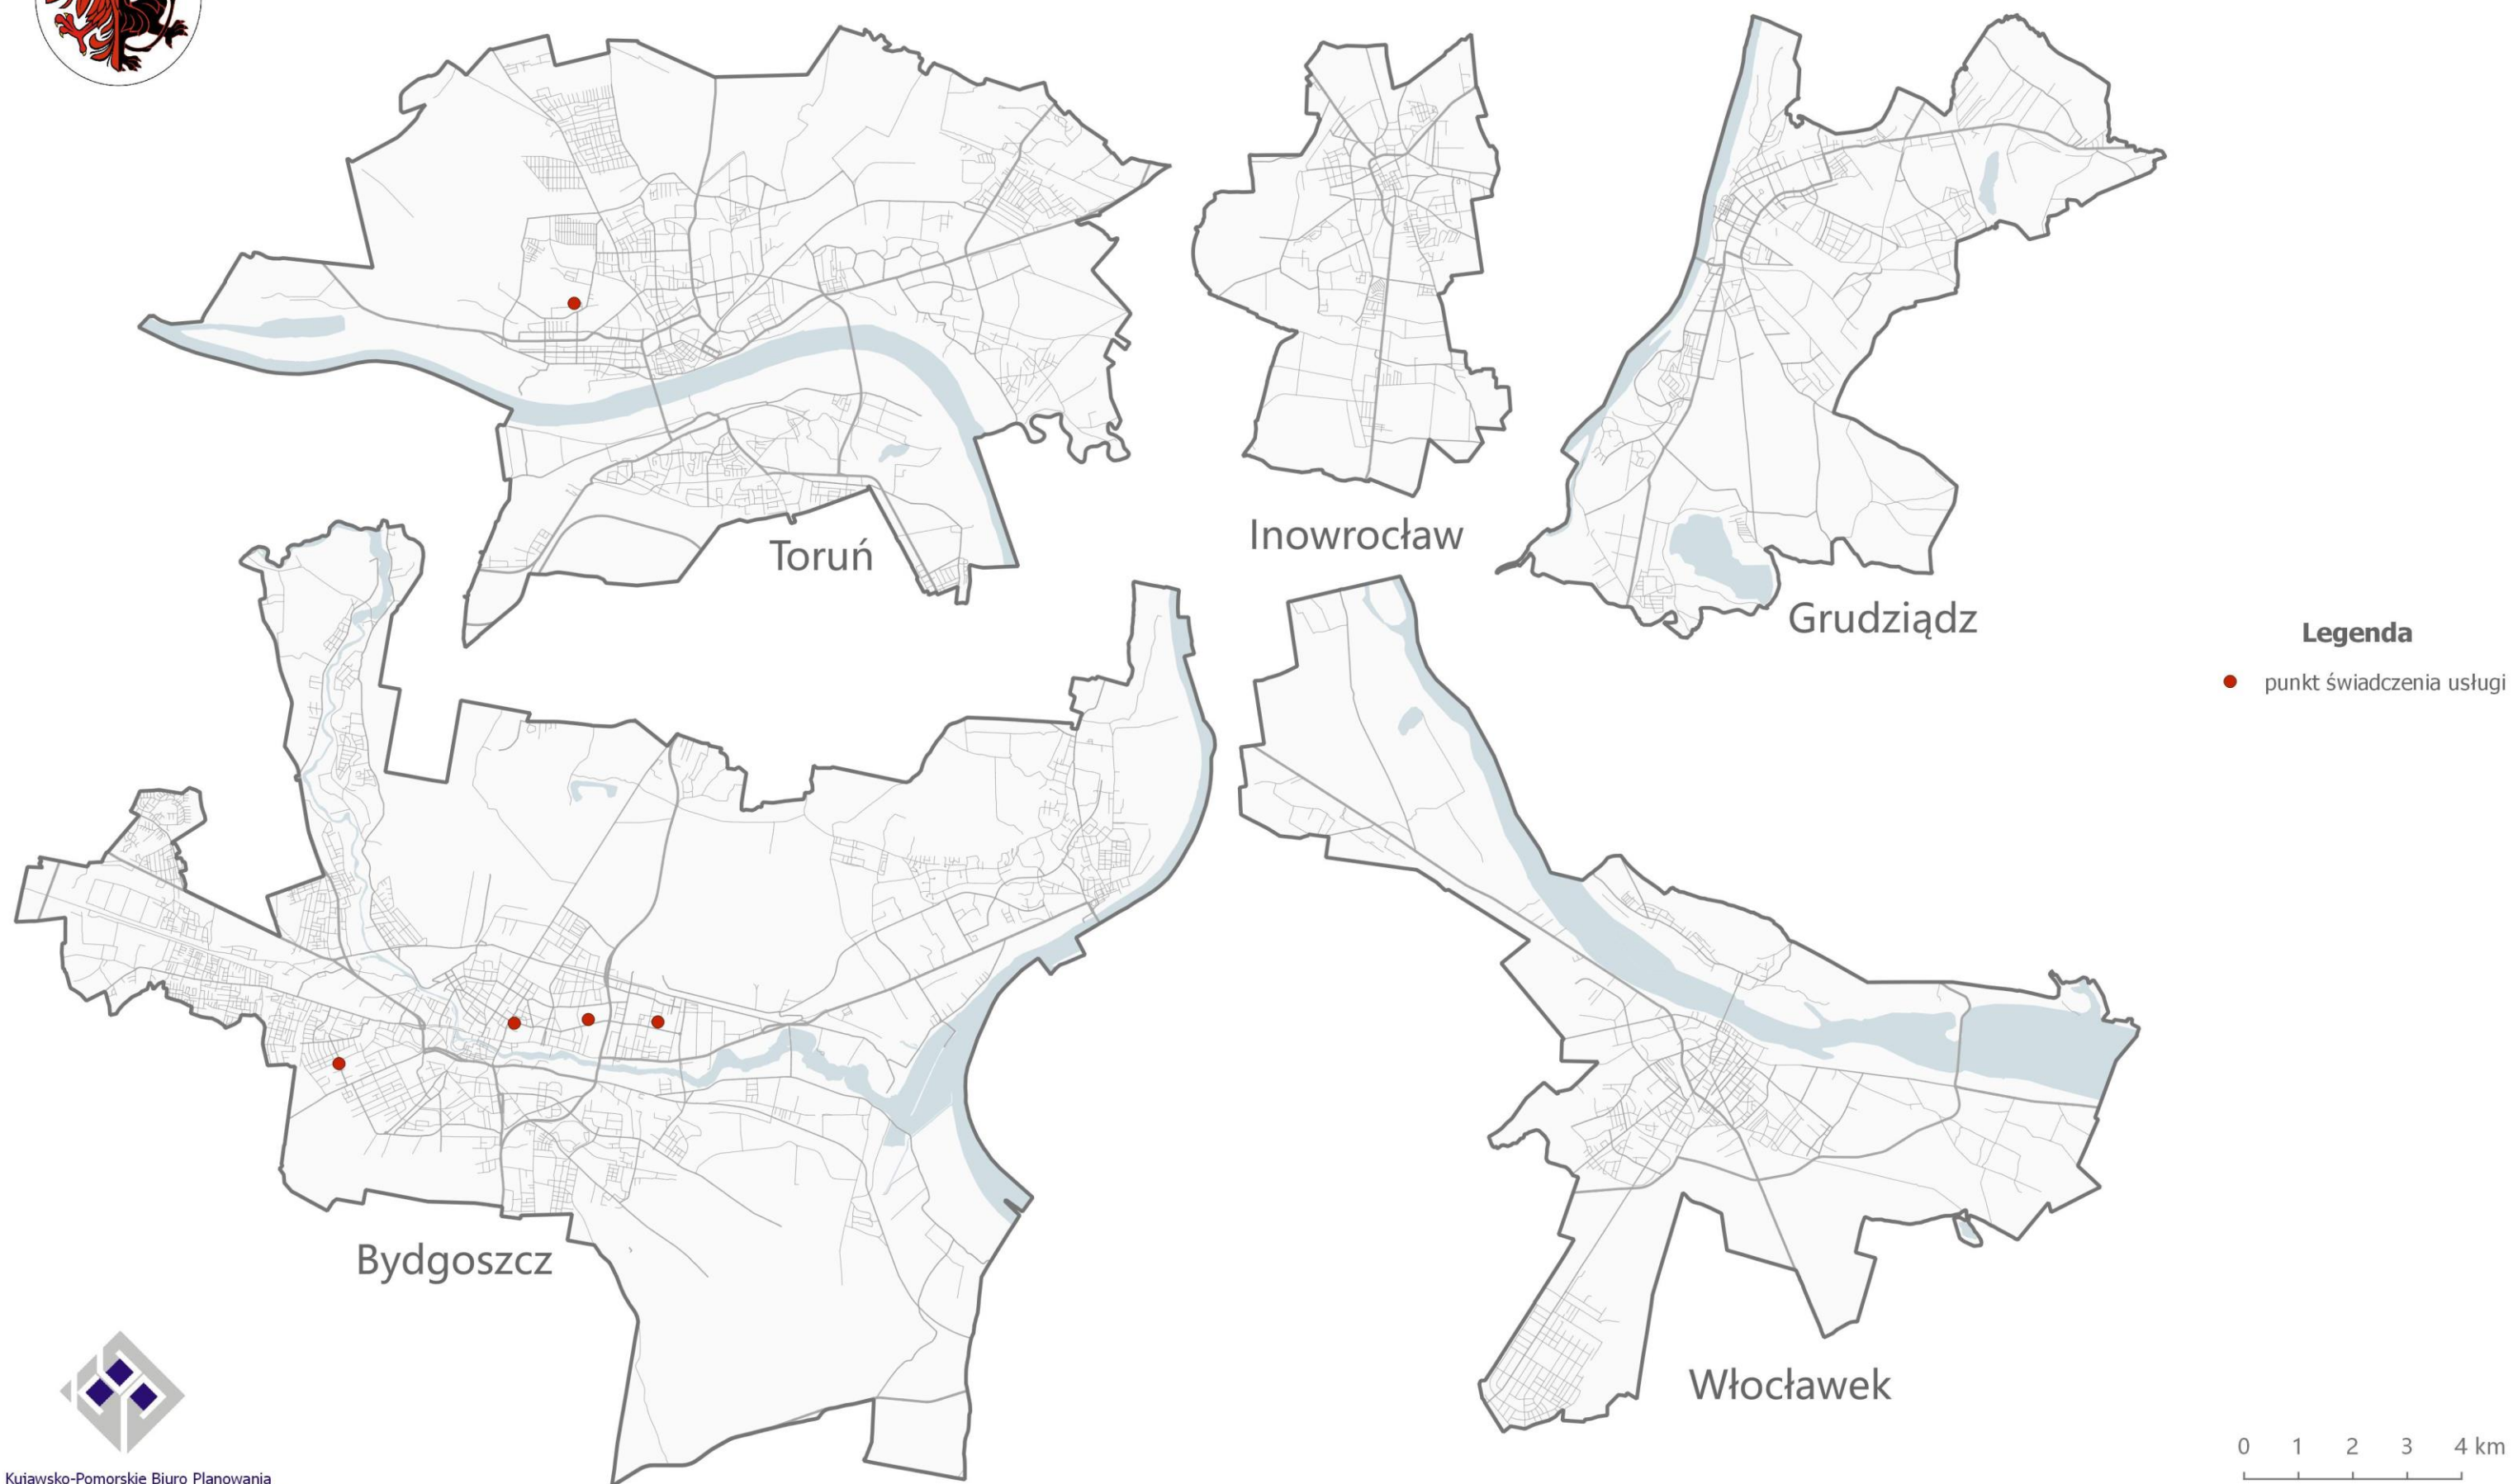 Toruń
Inowrocław
Grudziądz
Legenda
punkt świadczenia usługi
Bydgoszcz
Włocławek
0 1 2 3 4 km
Kujawsko-Pomorskie Biuro Planowania